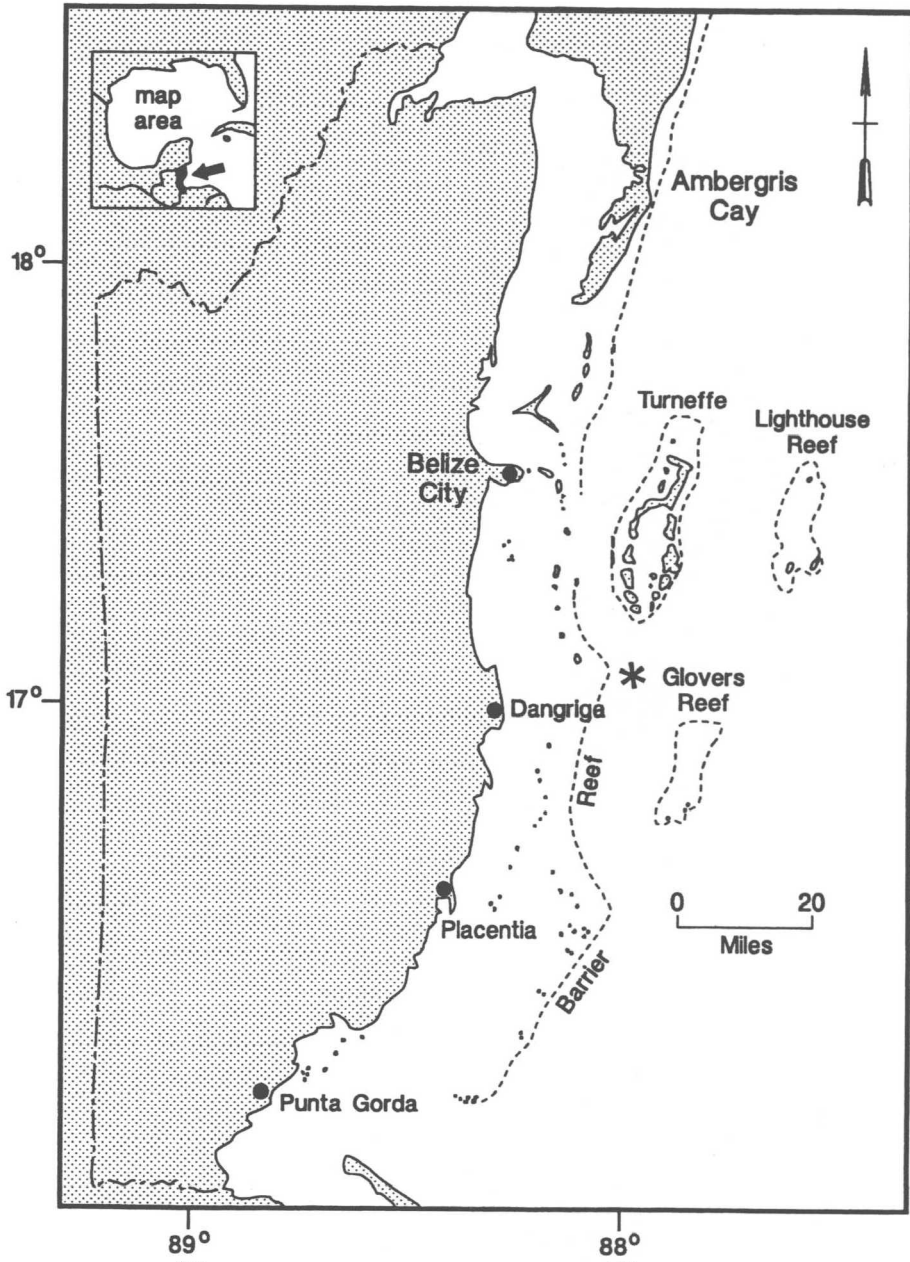 map
area
Ambergris
Cay
18°
Turneffe
Lighthouse
Reef
Belize
City
17°
*
Glovers
Reef
Dangriga
Reef
0 20
Miles
Placentia
Barrier
Punta Gorda
89°
88°